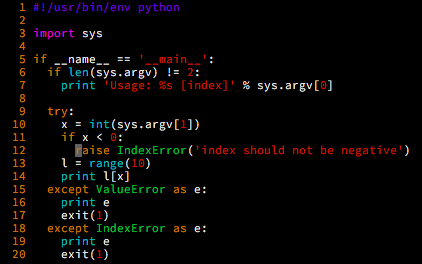 1 #!/usr/bin/env python
2
3 import sys
4
5 if __name__ == '__main__':
6   if len(sys.argv) != 2:
7     print 'Usage: %s [index]' % sys.argv[0]
8
9   try:
10     x = int(sys.argv[1])
11     if x < 0:
12       raise IndexError('index should not be negative')
13     l = range(10)
14     print l[x]
15   except ValueError as e:
16     print e
17     exit(1)
18   except IndexError as e:
19     print e
20     exit(1)